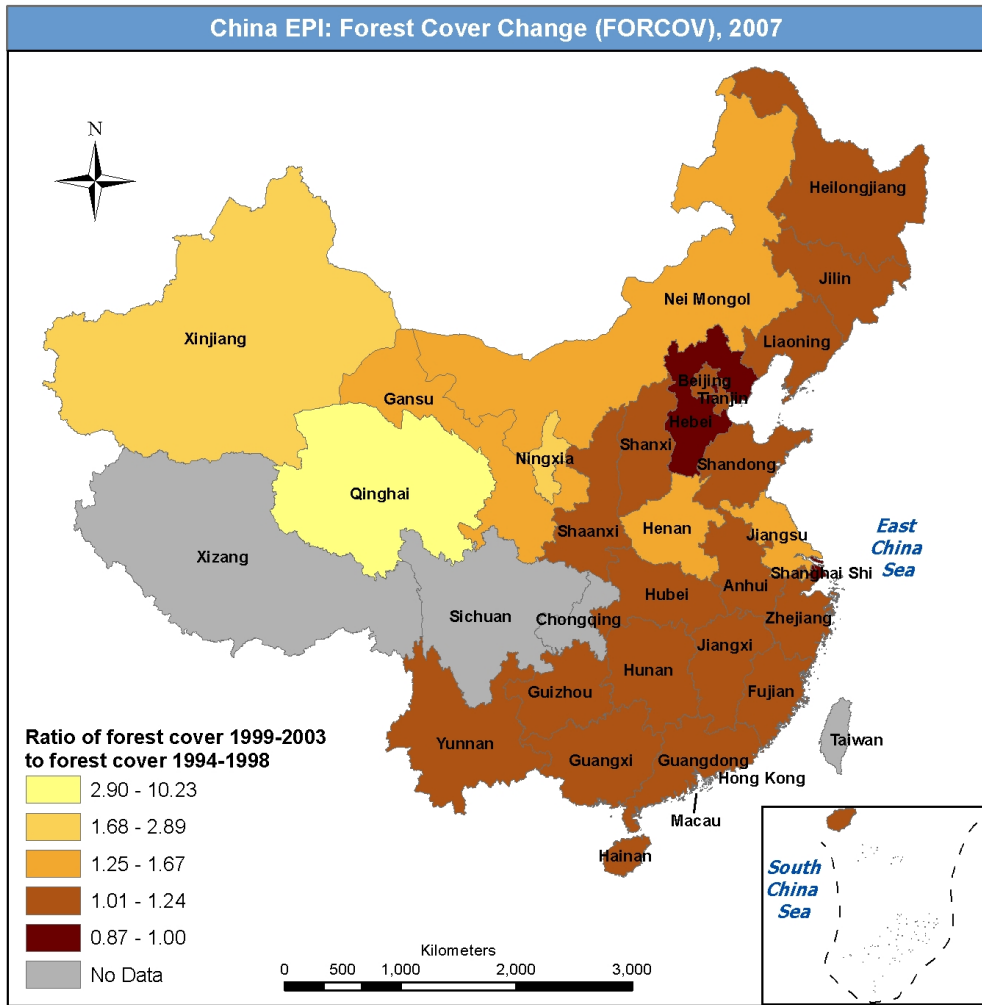 China EPI: Forest Cover Change (FORCOV), 2007
N
Heilongjiang
Jilin
Nei Mongol
Liaoning
Xinjiang
Beijing
Tianjin
Gansu
Hebei
Shanxi
Ningxia
Shandong
Qinghai
Henan
Jiangsu
Shaanxi
East
China
Sea
Xizang
Shanghai Shi
Anhui
Hubei
Sichuan
Chongqing
Zhejiang
Jiangxi
Hunan
Guizhou
Fujian
Yunnan
Taiwan
Guangxi
Guangdong
Hong Kong
Macau
Hainan
Ratio of forest cover 1999-2003
to forest cover 1994-1998
2.90 - 10.23
1.68 - 2.89
1.25 - 1.67
1.01 - 1.24
0.87 - 1.00
No Data
Kilometers
0 500 1,000 2,000 3,000
South
China
Sea